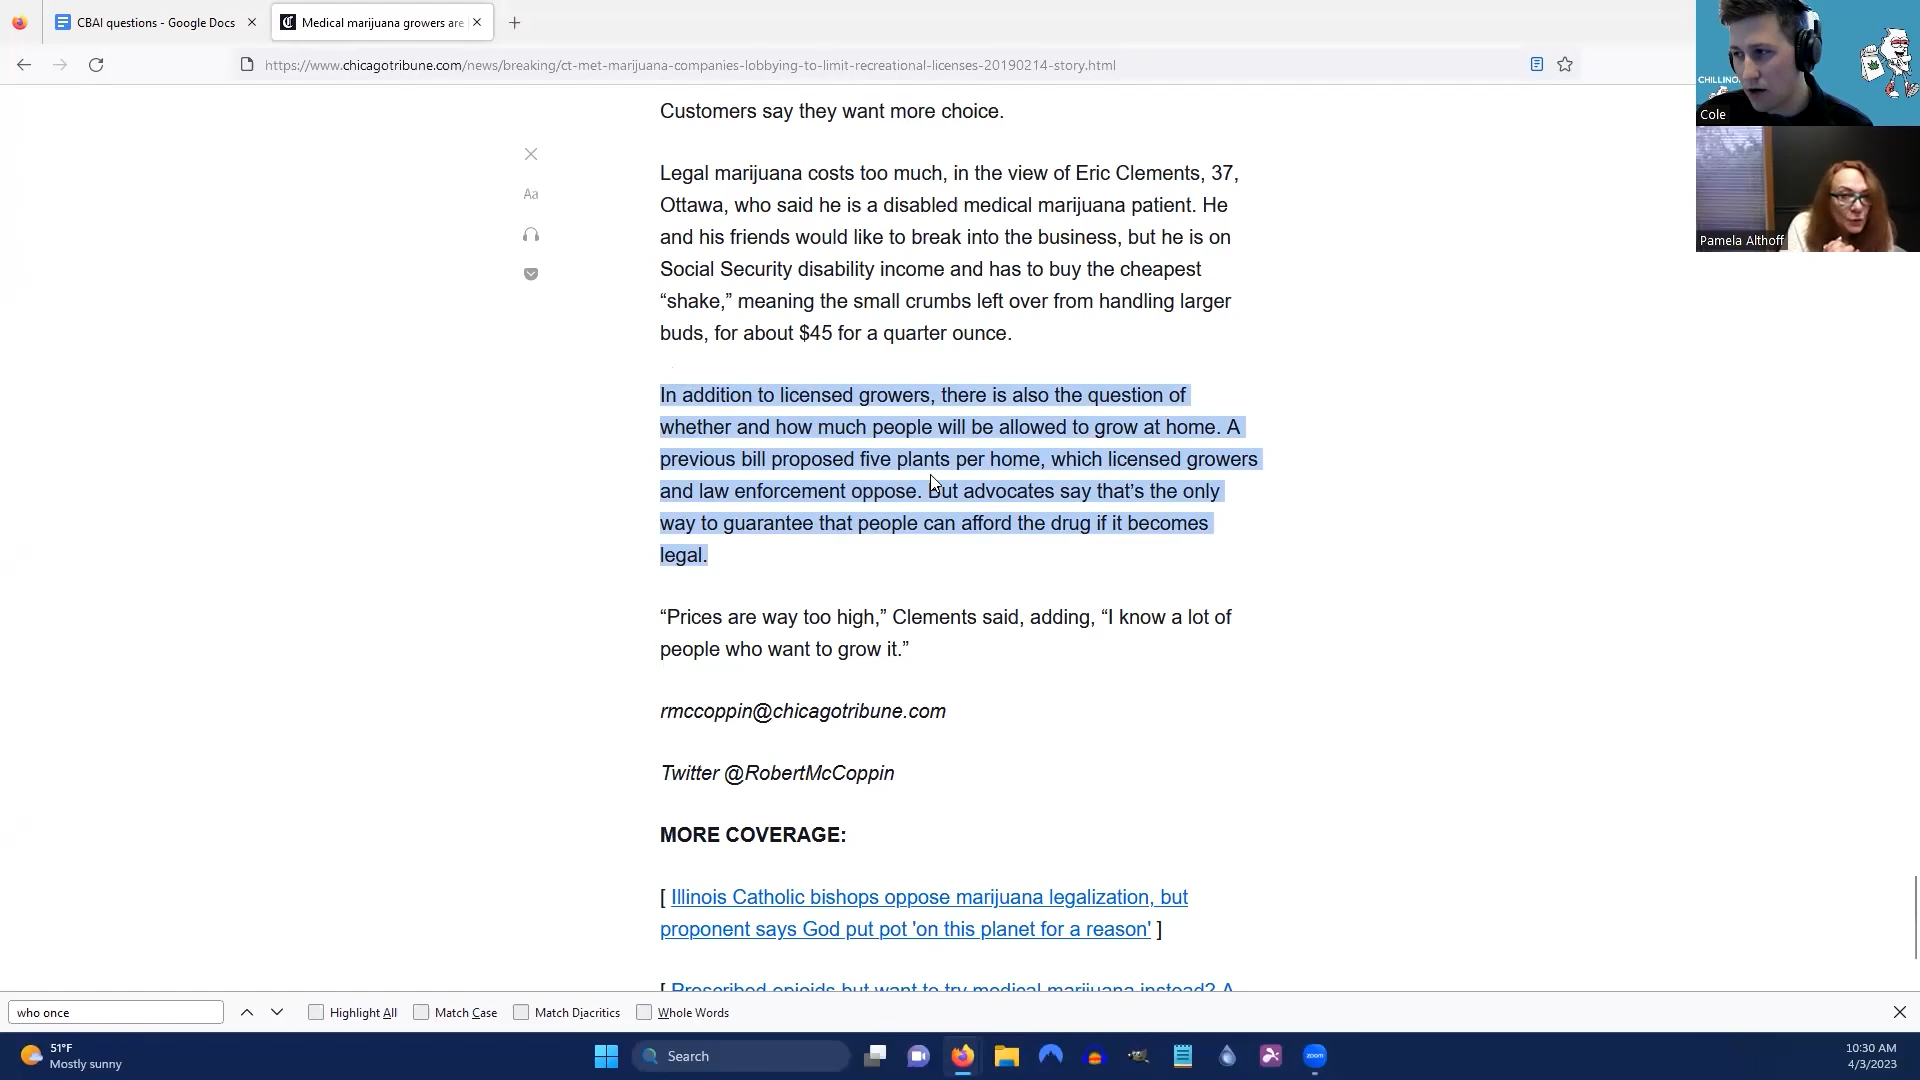 CBAI questions - Google Docs
Medical marijuana growers are
https://www.chicagotribune.com/news/breaking/ct-met-marijuana-companies-lobbying-to-limit-recreational-licenses-20190214-story.html
Cole
Pamela Althoff
Customers say they want more choice.
Aa
Legal marijuana costs too much, in the view of Eric Clements, 37,
Ottawa, who said he is a disabled medical marijuana patient. He
and his friends would like to break into the business, but he is on
Social Security disability income and has to buy the cheapest
“shake,” meaning the small crumbs left over from handling larger
buds, for about $45 for a quarter ounce.
In addition to licensed growers, there is also the question of
whether and how much people will be allowed to grow at home. A
previous bill proposed five plants per home, which licensed growers
and law enforcement oppose. But advocates say that’s the only
way to guarantee that people can afford the drug if it becomes
legal.
“Prices are way too high,” Clements said, adding, “I know a lot of
people who want to grow it.”
rmccoppin@chicagotribune.com
Twitter @RobertMcCoppin
MORE COVERAGE:
[ Illinois Catholic bishops oppose marijuana legalization, but
proponent says God put pot 'on this planet for a reason' ]
[ Prescribed opioids but want to try medical marijuana instead? A
who once
Highlight All
Match Case
Match Diacritics
Whole Words
51°F
Mostly sunny
Search
zoom
10:30 AM
4/3/2023